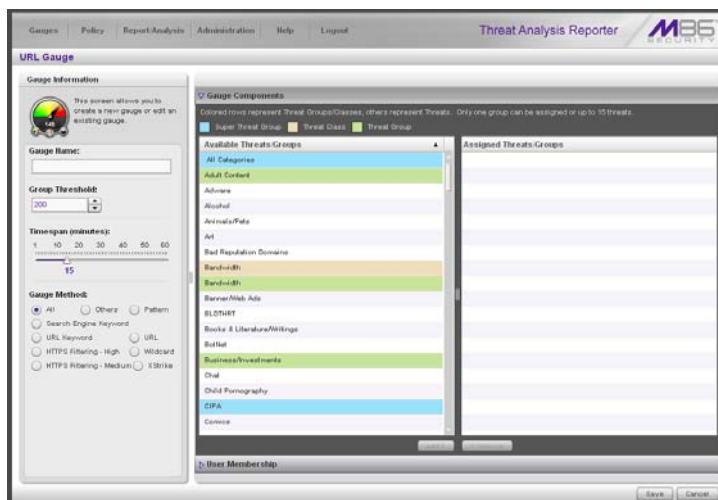 Gauges Policy Report/Analysis Administration Help Logout
Threat Analysis Reporter
M86 SECURITY
URL Gauge
Gauge Information
This screen allows you to
create a new gauge or edit an
existing gauge.
Gauge Name:
Group Threshold:
200
Timespan (minutes):
1 10 20 30 40 50 60
15
Gauge Method:
All Others Pattern
Search Engine Keyword
URL Keyword URL
HTTPS Filtering - High Wildcard
HTTPS Filtering - Medium XStrike
Gauge Components
Colored rows represent Threat Groups/Classes, others represent Threats. Only one group can be assigned or up to 15 threats.
Super Threat Group Threat Class Threat Group
Available Threats/Groups
All Categories
Adult Content
Adware
Alcohol
Animals/Pets
Art
Bad Reputation Domains
Bandwidth
Bandwidth
Banner/Web Ads
BLOTHRT
Books & Literature/Writings
BotNet
Business/Investments
Chat
Child Pornography
CIPA
Comics
Assigned Threats/Groups
User Membership
Save Cancel